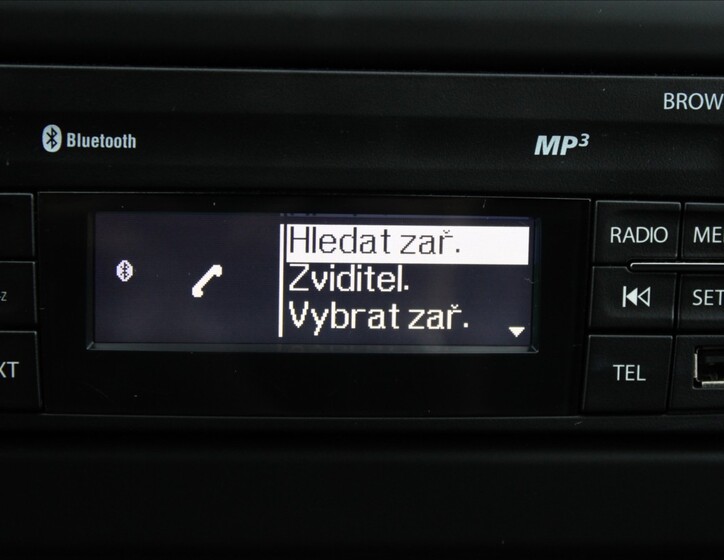 BROW
Bluetooth
MP3
Hledat zař.
Zviditel.
Vybrat zař.
RADIO
ME
-Z
SET
XT
TEL